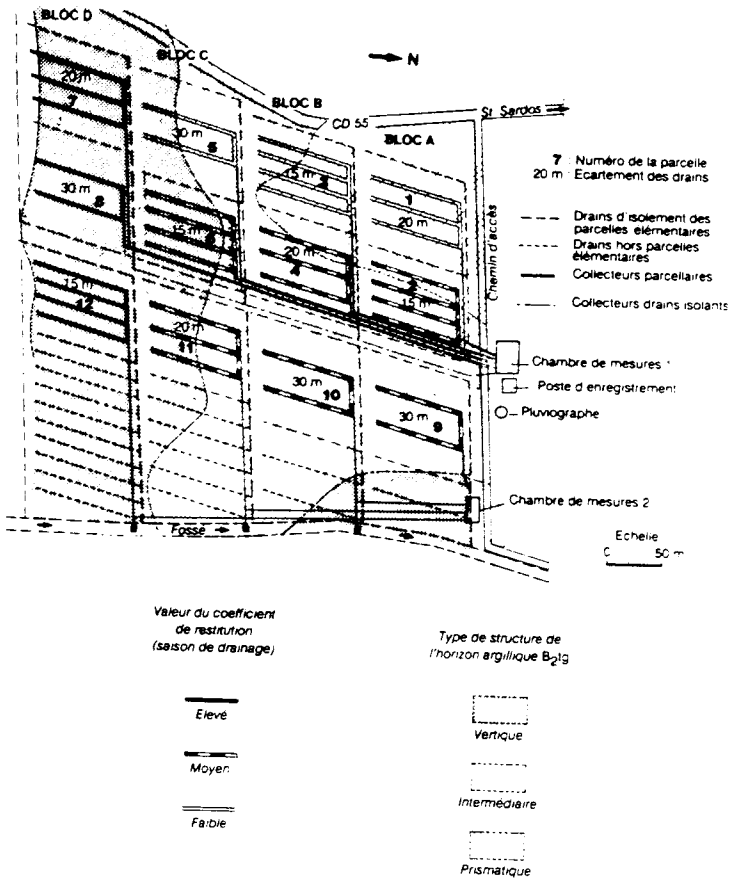 BLOC D
BLOC C
BLOC B
BLOC A
N
CD 55
St. Sardos
20 m
7
30 m
5
15 m
3
1
20 m
30 m
8
15 m
6
20 m
4
2
15 m
15 m
12
20 m
11
30 m
10
30 m
9
Chemin d'accès
Fossé
7 : Numéro de la parcelle
20 m : Ecartement des drains
Drains d'isolement des
parcelles elémentaires
Drains hors parcelles
élémentaires
Collecteurs parcellaires
Collecteurs drains isolants
Chambre de mesures 1
Poste d'enregistrement
Pluviographe
Chambre de mesures 2
Echelle
0 50 m
Valeur du coefficient
de restitution
(saison de drainage)
Elevé
Moyen
Faible
Type de structure de
l'horizon argillique B2tg
Vertique
Intermédiaire
Prismatique